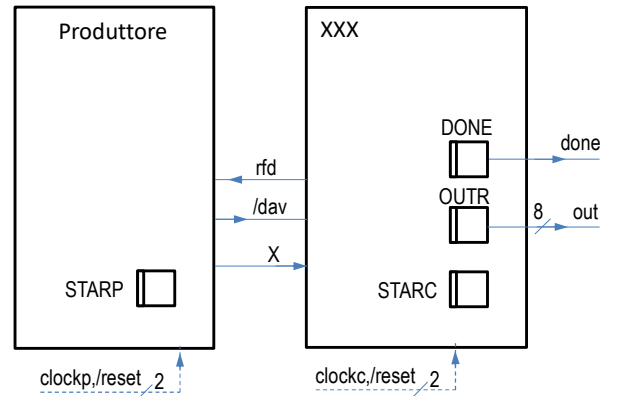 Produttore
XXX
DONE
done
rfd
OUTR
/dav
8
out
X
STARP
STARC
clockp,/reset
2
clockc,/reset
2